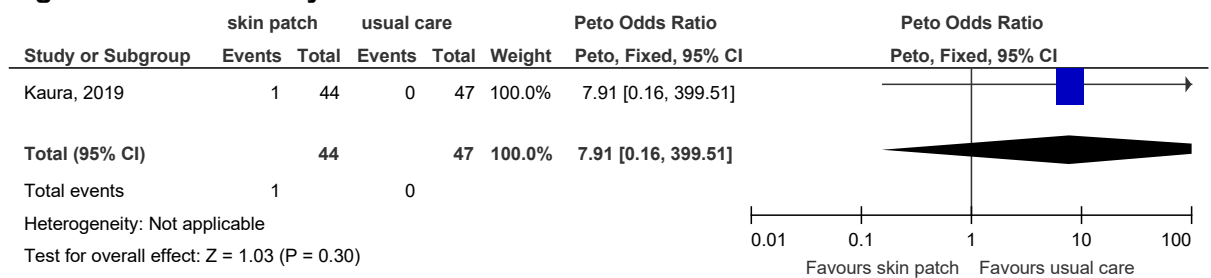 skin patch usual care Peto Odds Ratio Peto Odds Ratio
Study or Subgroup Events Total Events Total Weight Peto, Fixed, 95% CI Peto, Fixed, 95% CI
Kaura, 2019 1 44 0 47 100.0% 7.91 [0.16, 399.51]
Total (95% CI) 44 47 100.0% 7.91 [0.16, 399.51]
Total events 1 0
Heterogeneity: Not applicable
Test for overall effect: Z = 1.03 (P = 0.30)
0.01 0.1 1 10 100
Favours skin patch Favours usual care